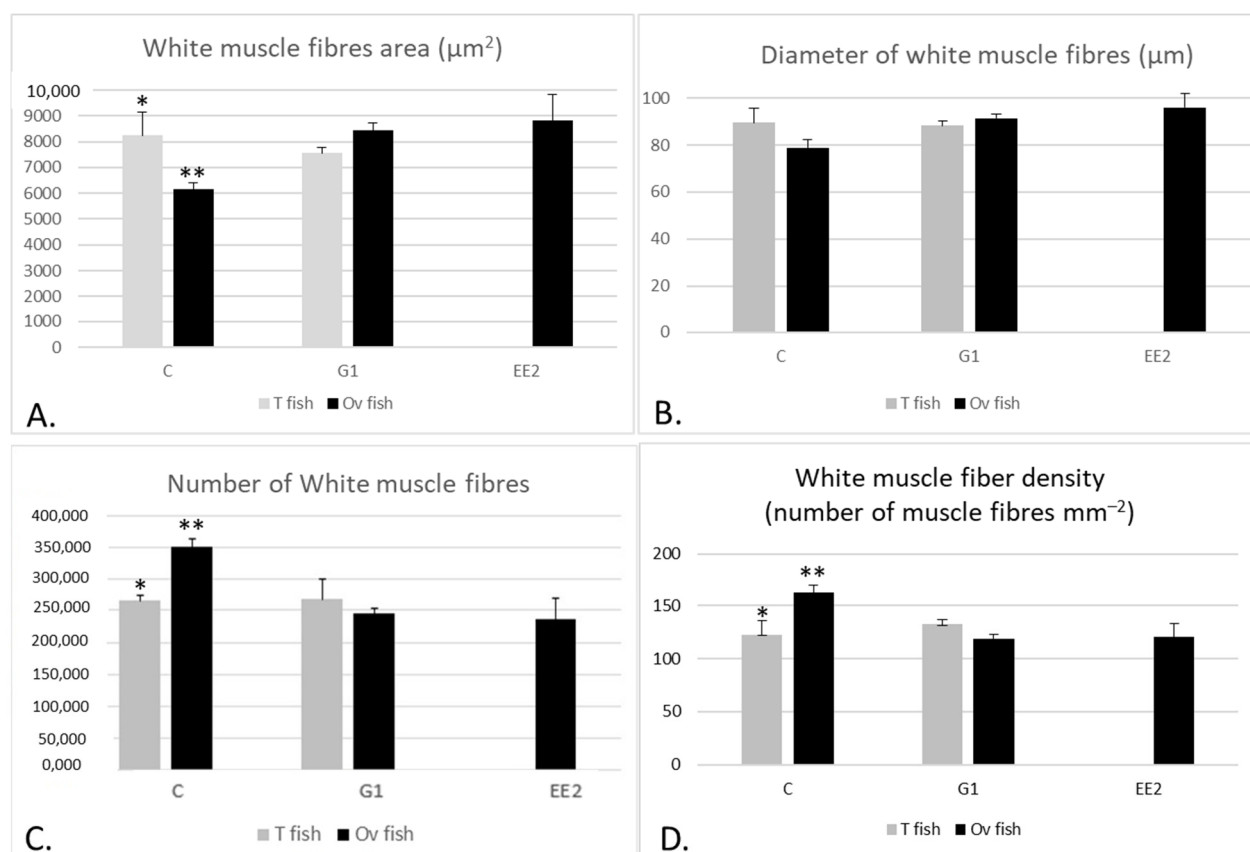 White muscle fibres area (µm²)
*
**
10,000
9000
8000
7000
6000
5000
4000
3000
2000
1000
0
C
G1
EE2
T fish
Ov fish
A.
Diameter of white muscle fibres (µm)
100
80
60
40
20
0
C
G1
EE2
T fish
Ov fish
B.
Number of White muscle fibres
*
**
400,000
350,000
300,000
250,000
200,000
150,000
100,000
50,000
0,000
C
G1
EE2
T fish
Ov fish
C.
White muscle fiber density
(number of muscle fibres mm⁻²)
*
**
200
150
100
50
0
C
G1
EE2
T fish
Ov fish
D.